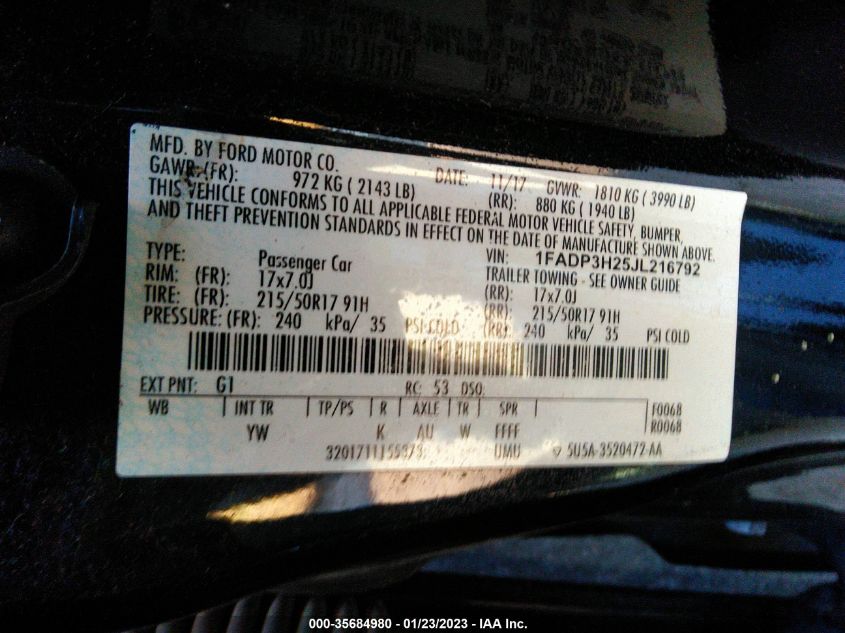 MFD. BY FORD MOTOR CO. DATE: 11/17 GVWR: 1810 KG ( 3990 LB)
GAWR:(FR): 972 KG ( 2143 LB) (RR): 880 KG ( 1940 LB)
THIS VEHICLE CONFORMS TO ALL APPLICABLE FEDERAL MOTOR VEHICLE SAFETY, BUMPER,
AND THEFT PREVENTION STANDARDS IN EFFECT ON THE DATE OF MANUFACTURE SHOWN ABOVE.
VIN: 1FADP3H25JL216792
TYPE: Passenger Car TRAILER TOWING - SEE OWNER GUIDE
RIM: (FR): 17x7.0J (RR): 17x7.0J
TIRE: (FR): 215/50R17 91H (RR): 215/50R17 91H
PRESSURE: (FR): 240 kPa/ 35 PSI COLD (RR): 240 kPa/ 35 PSI COLD
EXT PNT: G1 RC: 53 DSO:
WB INT TR TP/PS R AXLE TR SPR F0068
YW K AU W FFFF R0068
UMU 5U5A-3520472-AA
000-35684980 - 01/23/2023 - IAA Inc.